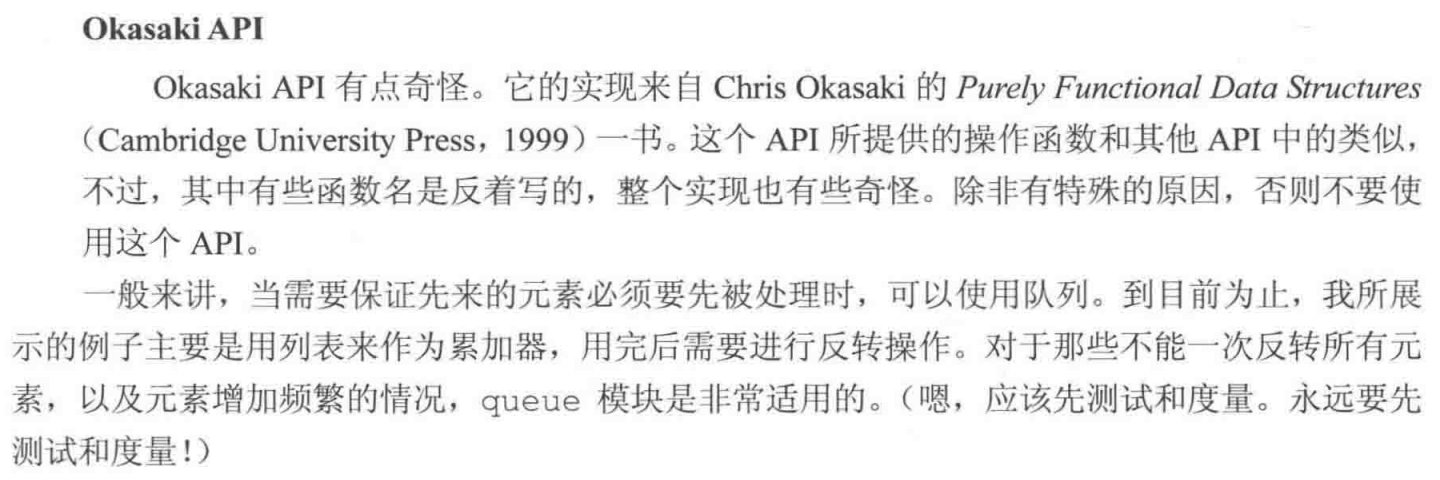 Okasaki API
Okasaki API 有点奇怪。它的实现来自 Chris Okasaki 的 Purely Functional Data Structures
（Cambridge University Press，1999）一书。这个 API 所提供的操作函数和其他 API 中的类似，
不过，其中有些函数名是反着写的，整个实现也有些奇怪。除非有特殊的原因，否则不要使
用这个 API。
一般来讲，当需要保证先来的元素必须要先被处理时，可以使用队列。到目前为止，我所展
示的例子主要是用列表来作为累加器，用完后需要进行反转操作。对于那些不能一次反转所有元
素，以及元素增加频繁的情况，queue 模块是非常适用的。（嗯，应该先测试和度量。永远要先
测试和度量！）